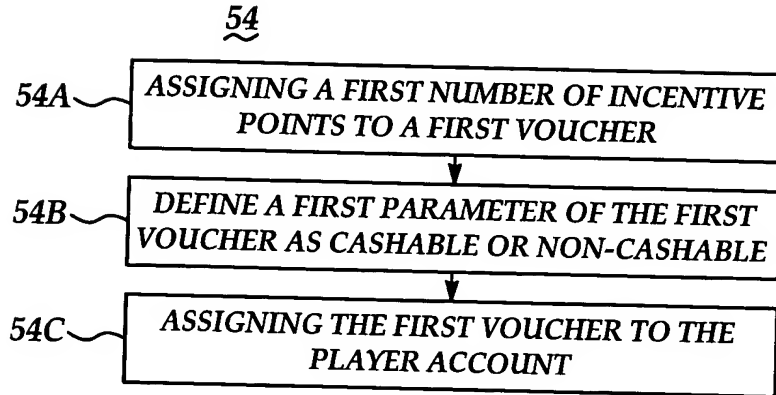 54
54A
ASSIGNING A FIRST NUMBER OF INCENTIVE
POINTS TO A FIRST VOUCHER
54B
DEFINE A FIRST PARAMETER OF THE FIRST
VOUCHER AS CASHABLE OR NON-CASHABLE
54C
ASSIGNING THE FIRST VOUCHER TO THE
PLAYER ACCOUNT